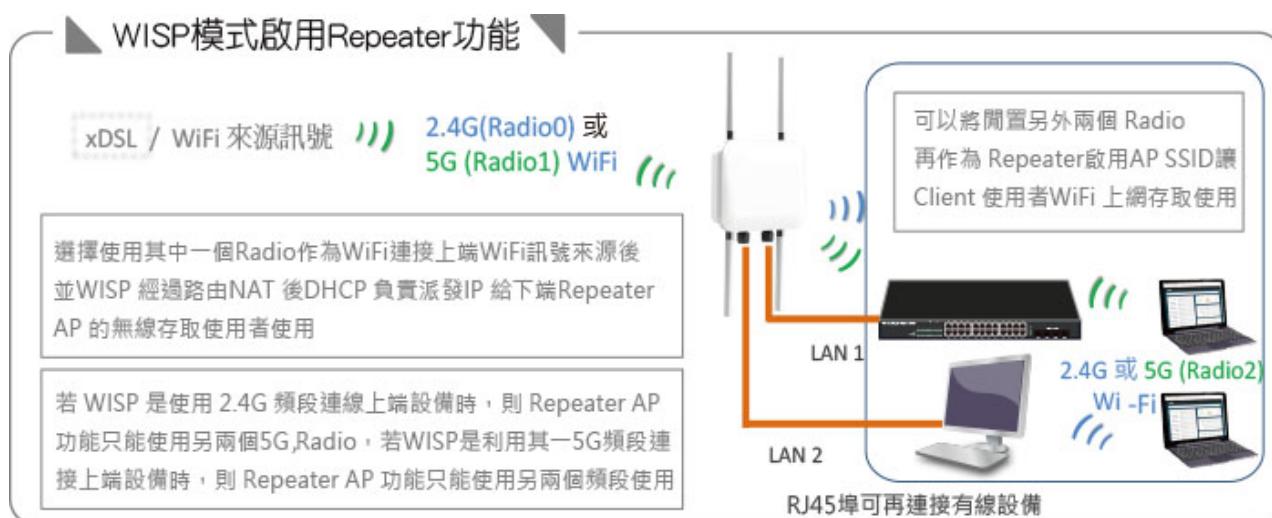 WISP模式啟用Repeater功能
xDSL / WiFi 來源訊號
2.4G(Radio0) 或
5G (Radio1) WiFi
可以將閒置另外兩個 Radio
再作為 Repeater啟用AP SSID讓
Client 使用者WiFi 上網存取使用
選擇使用其中一個Radio作為WiFi連接上端WiFi訊號來源後
並WISP 經過路由NAT 後DHCP 負責派發IP 給下端Repeater
AP 的無線存取使用者使用
LAN 1
2.4G 或 5G (Radio2)
Wi -Fi
若 WISP 是使用 2.4G 頻段連線上端設備時，則 Repeater AP
功能只能使用另兩個5G,Radio，若WISP是利用其一5G頻段連
接上端設備時，則 Repeater AP 功能只能使用另兩個頻段使用
LAN 2
RJ45埠可再連接有線設備